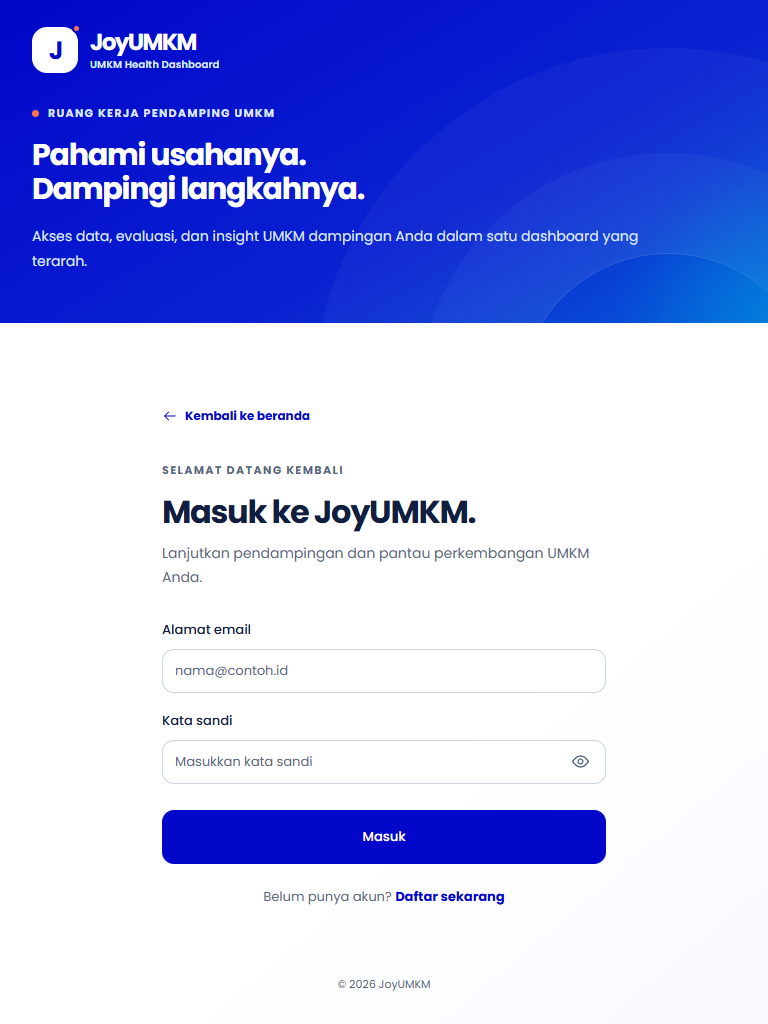 J
JoyUMKM
UMKM Health Dashboard
RUANG KERJA PENDAMPING UMKM
Pahami usahanya.
Dampingi langkahnya.
Akses data, evaluasi, dan insight UMKM dampingan Anda dalam satu dashboard yang
terarah.
← Kembali ke beranda
SELAMAT DATANG KEMBALI
Masuk ke JoyUMKM.
Lanjutkan pendampingan dan pantau perkembangan UMKM
Anda.
Alamat email
nama@contoh.id
Kata sandi
Masukkan kata sandi
Masuk
Belum punya akun? Daftar sekarang
© 2026 JoyUMKM